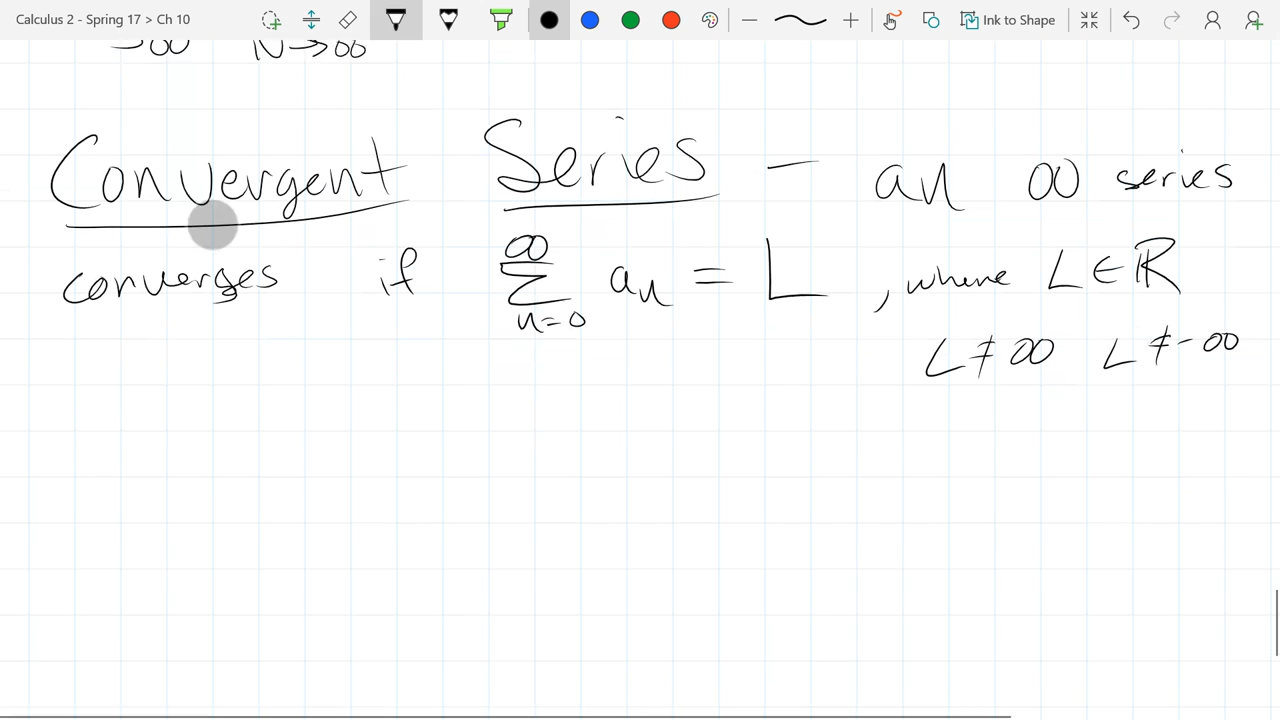 Calculus 2 - Spring 17 > Ch 10
Ink to Shape
→∞ N→∞
Convergent Series – an ∞ series
converges if ∞ Σ n=0 aₙ = L , where L∈ℝ
L≠∞ L≠-∞